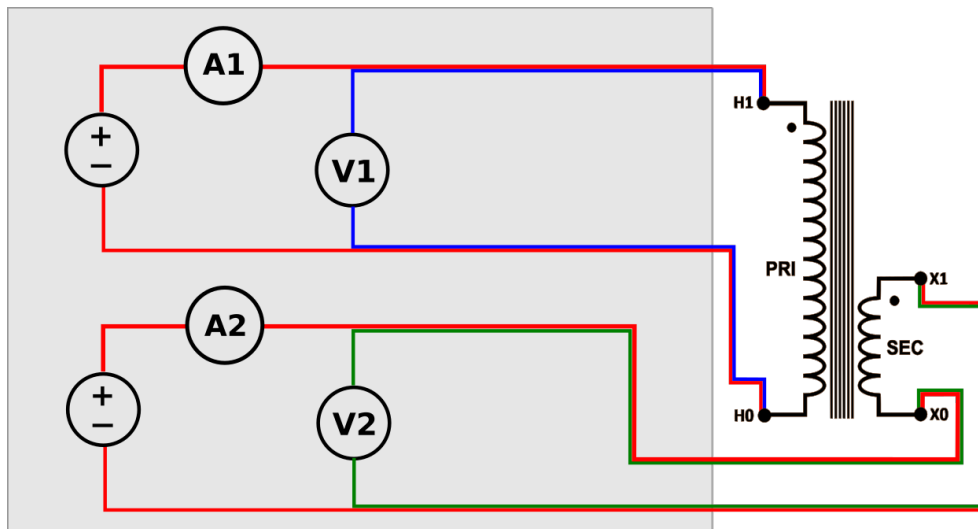 A1
+
−
V1
H1
PRI
H0
A2
+
−
V2
X1
SEC
X0